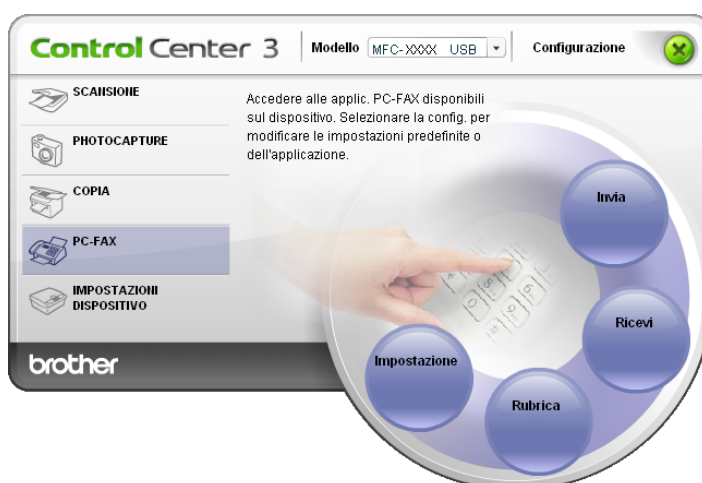 Control Center 3
Modello
MFC-XXXX USB
Configurazione
SCANSIONE
PHOTOCAPTURE
COPIA
PC-FAX
IMPOSTAZIONI
DISPOSITIVO
Accedere alle applic. PC-FAX disponibili
sul dispositivo. Selezionare la config. per
modificare le impostazioni predefinite o
dell'applicazione.
Invia
Ricevi
Rubrica
Impostazione
brother